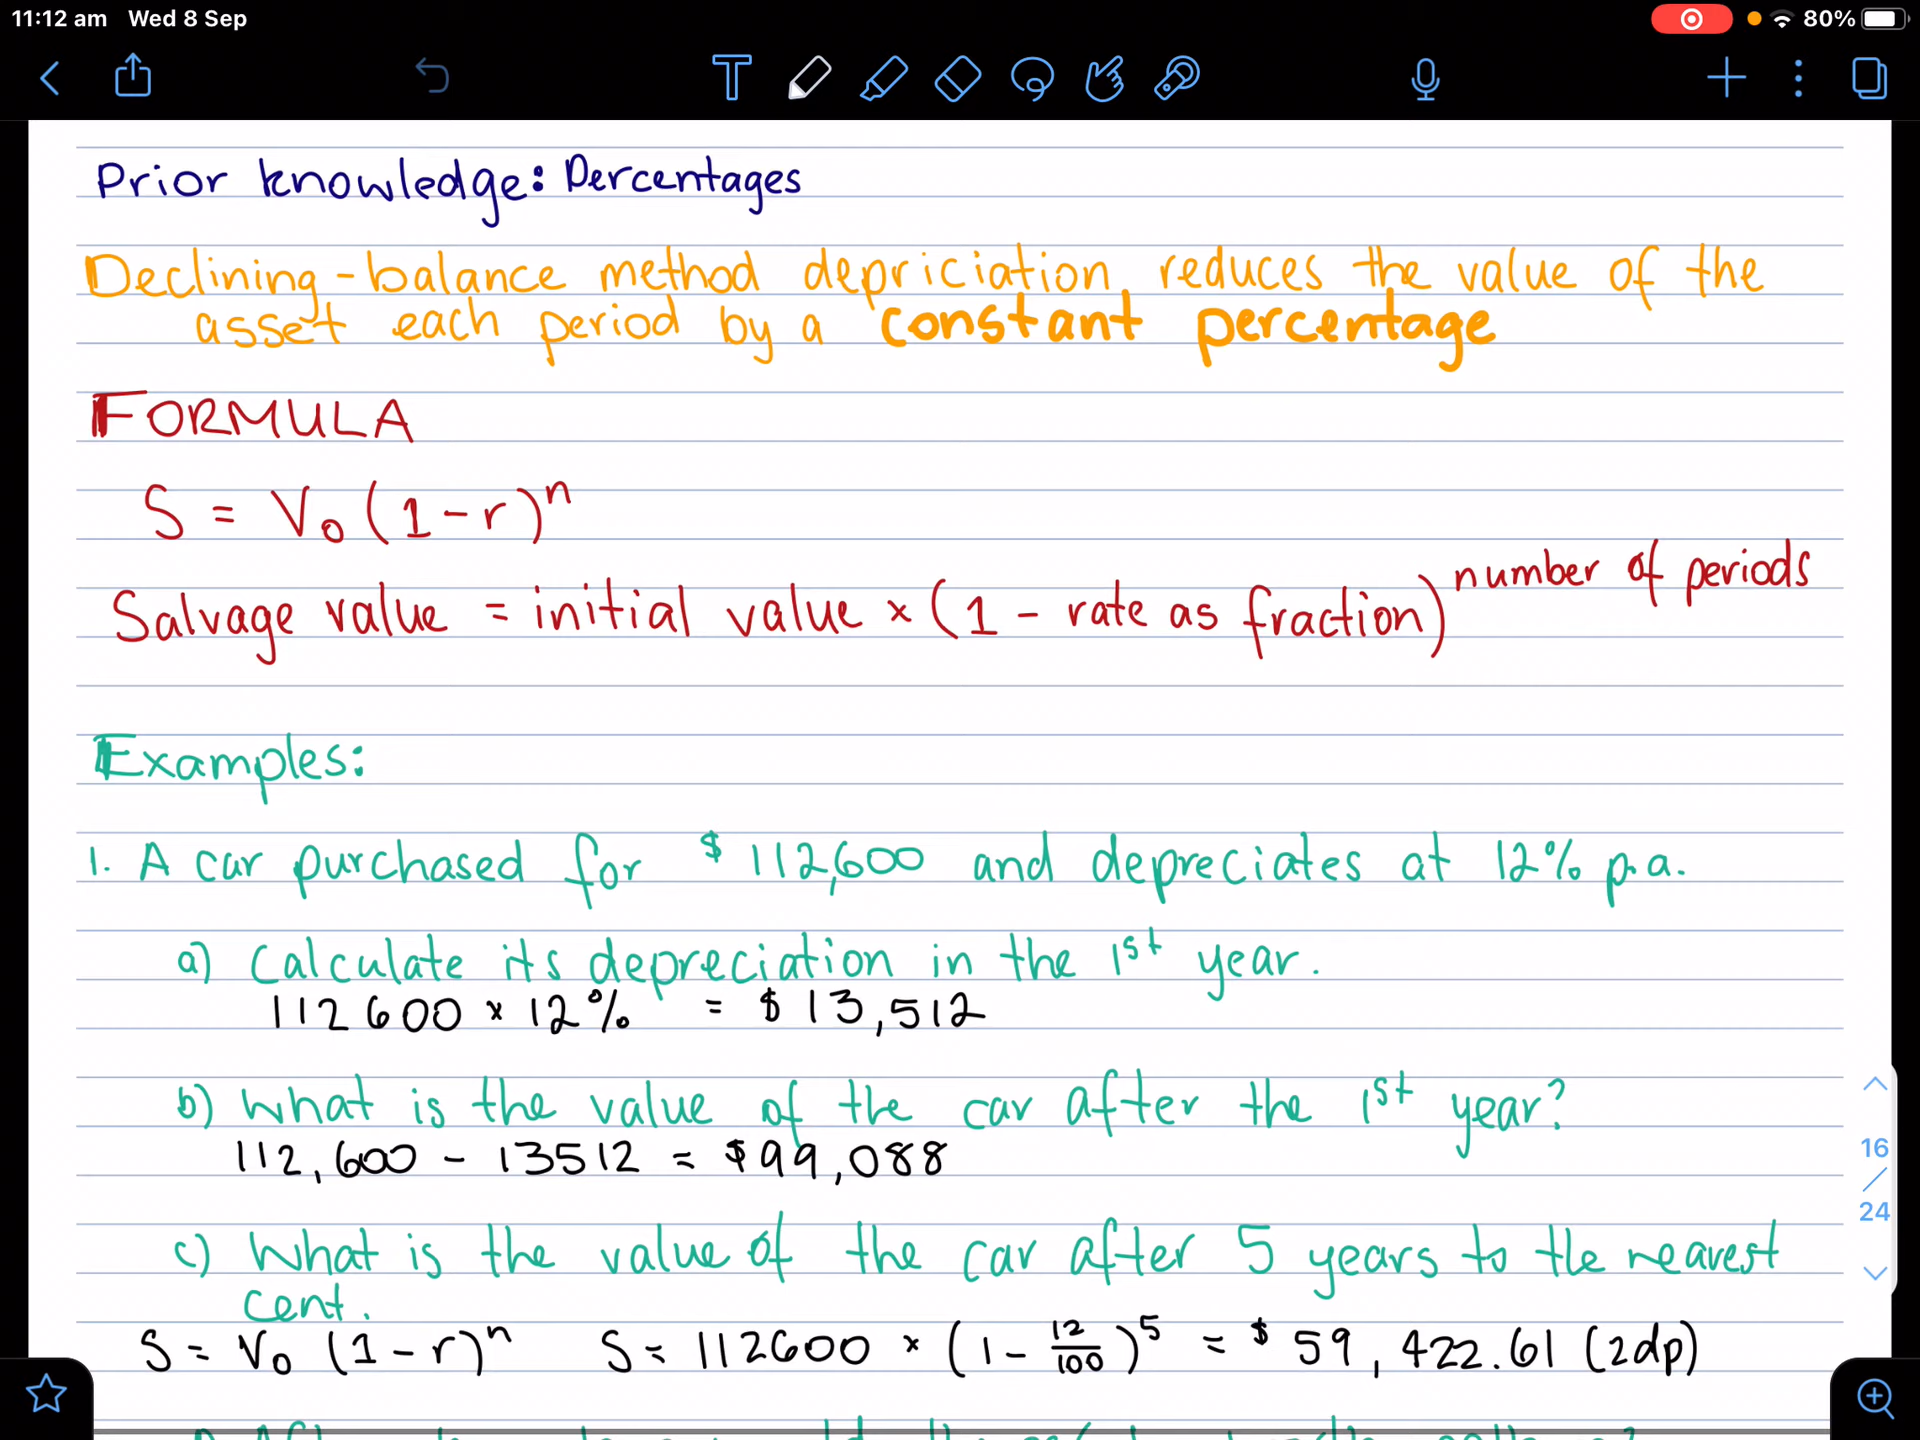 11:12 am Wed 8 Sep 80%
Prior knowledge: Percentages
Declining-balance method depriciation reduces the value of the
asset each period by a constant percentage
FORMULA
S = V₀ (1-r)ⁿ
Salvage value = initial value × (1 - rate as fraction)^number of periods
Examples:
1. A car purchased for $112,600 and depreciates at 12% p.a.
a) Calculate its depreciation in the 1st year.
112600 × 12% = $13,512
b) What is the value of the car after the 1st year?
112,600 - 13512 = $99,088
16
24
c) What is the value of the car after 5 years to the nearest
cent.
S = V₀ (1-r)ⁿ S = 112600 × (1 - 12/100)⁵ = $59,422.61 (2dp)